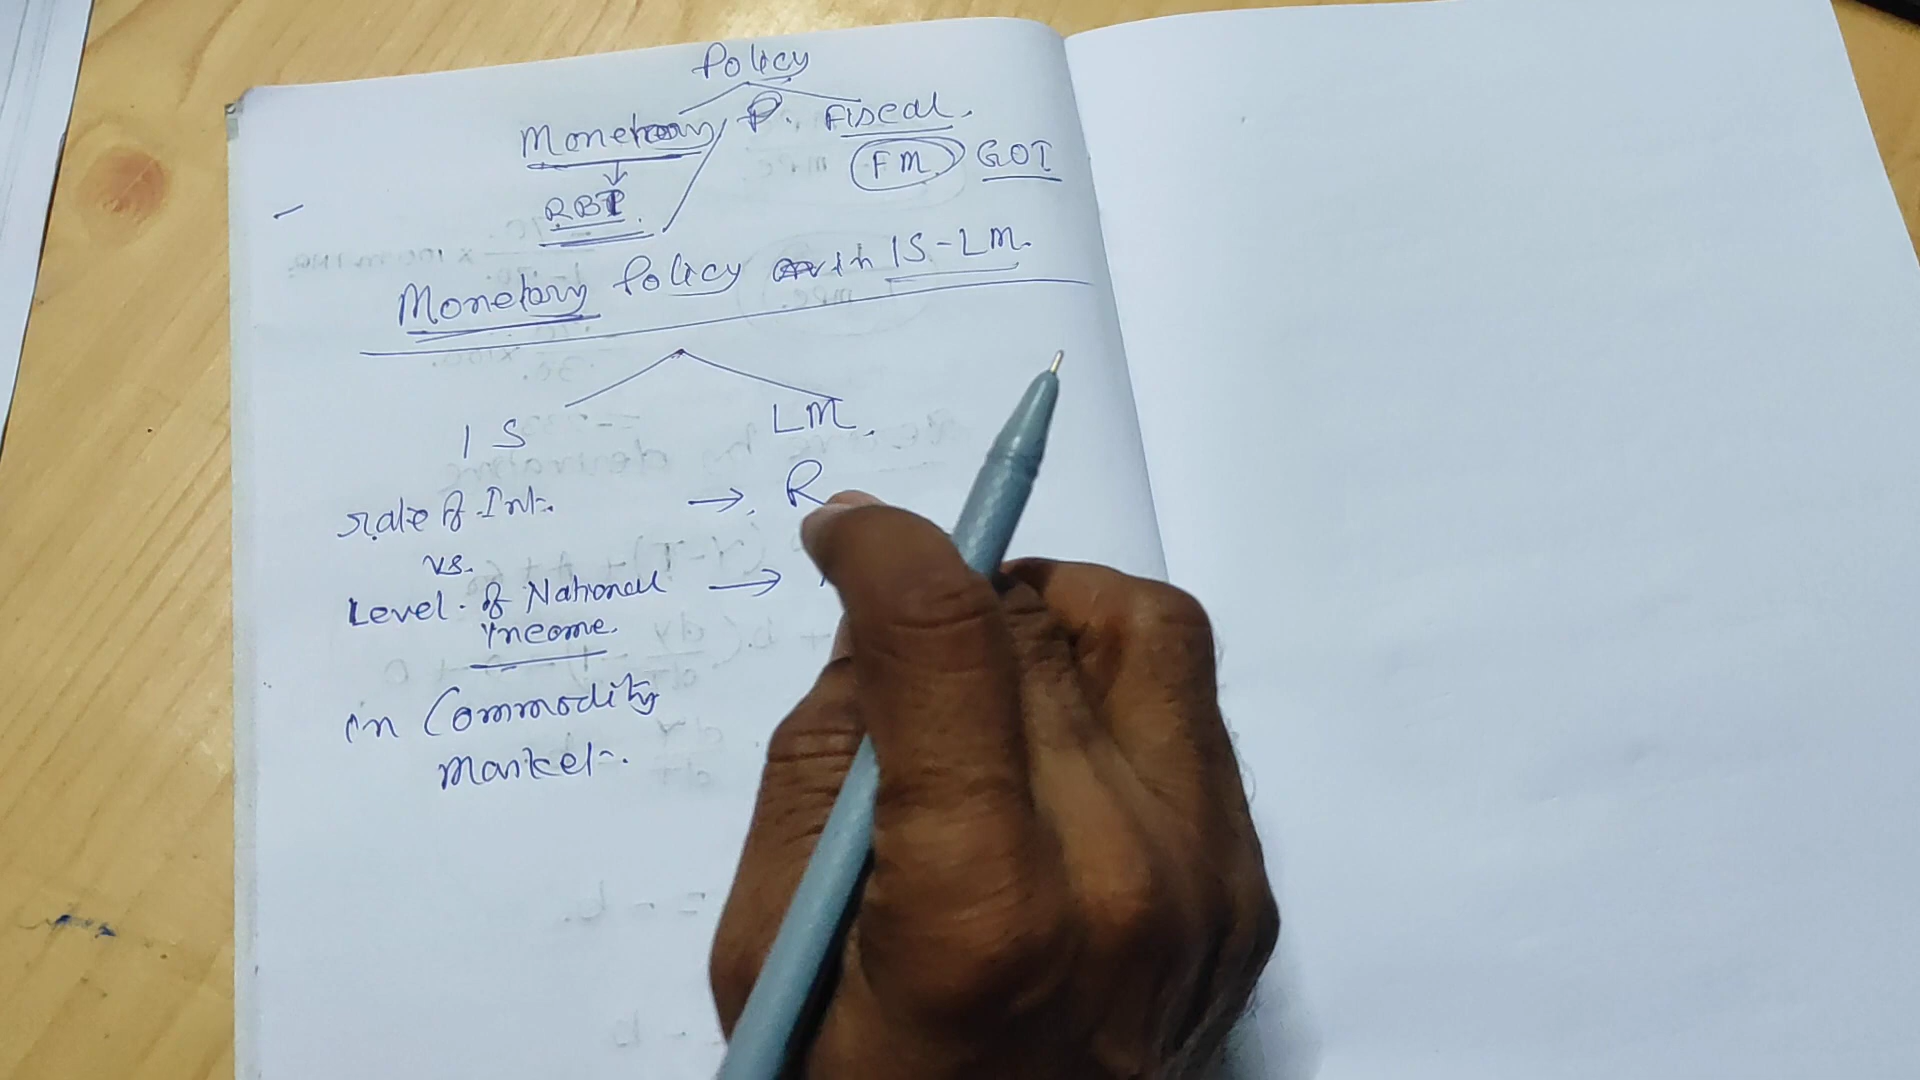 Policy
Monetary P. Fiscal.
FM. GOI
RBI.
Monetary Policy with IS-LM.
IS LM.
rate of Int. → R
vs.
Level of National →
Income.
in Commodity
Market.